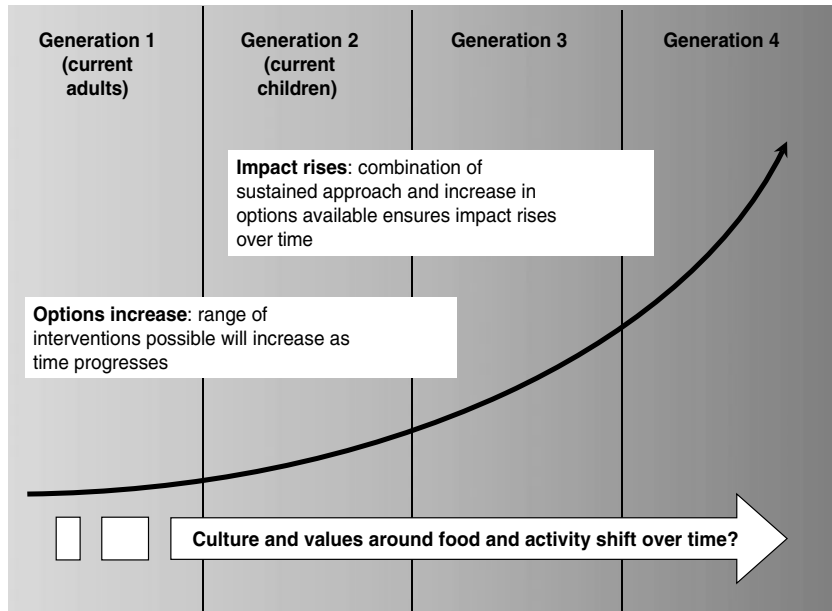 Generation 1
(current
adults)
Generation 2
(current
children)
Generation 3
Generation 4
Impact rises: combination of
sustained approach and increase in
options available ensures impact rises
over time
Options increase: range of
interventions possible will increase as
time progresses
Culture and values around food and activity shift over time?